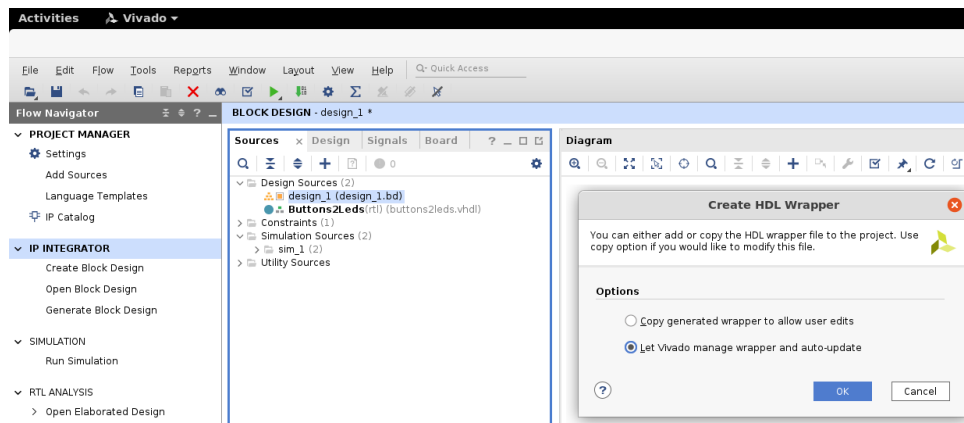 Activities Vivado
File Edit Flow Tools Reports Window Layout View Help Q- Quick Access
Flow Navigator ? _
PROJECT MANAGER
Settings
Add Sources
Language Templates
IP Catalog
IP INTEGRATOR
Create Block Design
Open Block Design
Generate Block Design
SIMULATION
Run Simulation
RTL ANALYSIS
Open Elaborated Design
BLOCK DESIGN - design_1 *
Sources × Design Signals Board ? _
0
Design Sources (2)
design_1 (design_1.bd)
Buttons2Leds(rtl) (buttons2leds.vhdl)
Constraints (1)
Simulation Sources (2)
sim_1 (2)
Utility Sources
Diagram
Create HDL Wrapper
You can either add or copy the HDL wrapper file to the project. Use
copy option if you would like to modify this file.
Options
Copy generated wrapper to allow user edits
Let Vivado manage wrapper and auto-update
? OK Cancel